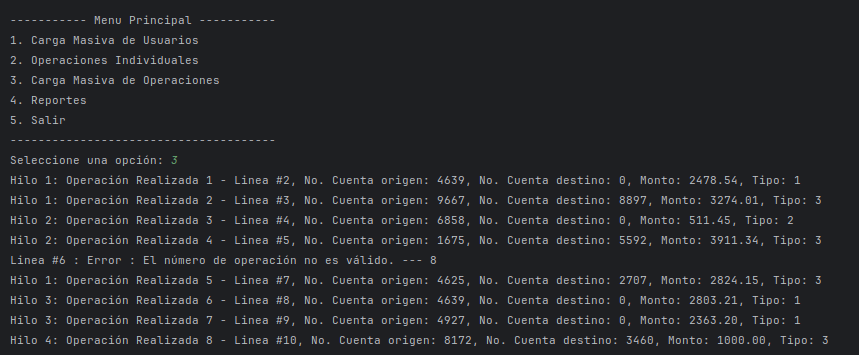 ----------- Menu Principal -----------
1. Carga Masiva de Usuarios
2. Operaciones Individuales
3. Carga Masiva de Operaciones
4. Reportes
5. Salir
--------------------------------------
Seleccione una opción: 3
Hilo 1: Operación Realizada 1 - Linea #2, No. Cuenta origen: 4639, No. Cuenta destino: 0, Monto: 2478.54, Tipo: 1
Hilo 1: Operación Realizada 2 - Linea #3, No. Cuenta origen: 9667, No. Cuenta destino: 8897, Monto: 3274.01, Tipo: 3
Hilo 2: Operación Realizada 3 - Linea #4, No. Cuenta origen: 6858, No. Cuenta destino: 0, Monto: 511.45, Tipo: 2
Hilo 2: Operación Realizada 4 - Linea #5, No. Cuenta origen: 1675, No. Cuenta destino: 5592, Monto: 3911.34, Tipo: 3
Linea #6 : Error : El número de operación no es válido. --- 8
Hilo 1: Operación Realizada 5 - Linea #7, No. Cuenta origen: 4625, No. Cuenta destino: 2707, Monto: 2824.15, Tipo: 3
Hilo 3: Operación Realizada 6 - Linea #8, No. Cuenta origen: 4639, No. Cuenta destino: 0, Monto: 2803.21, Tipo: 1
Hilo 3: Operación Realizada 7 - Linea #9, No. Cuenta origen: 4927, No. Cuenta destino: 0, Monto: 2363.20, Tipo: 1
Hilo 4: Operación Realizada 8 - Linea #10, No. Cuenta origen: 8172, No. Cuenta destino: 3460, Monto: 1000.00, Tipo: 3